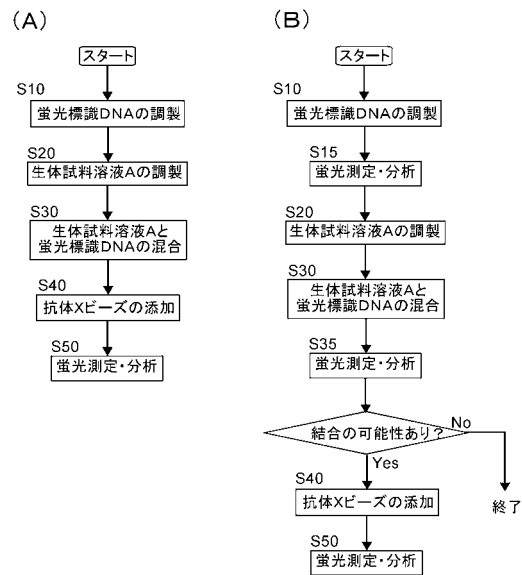 (A)
スタート
S10
蛍光標識DNAの調製
S20
生体試料溶液Aの調製
S30
生体試料溶液Aと
蛍光標識DNAの混合
S40
抗体Xビーズの添加
S50
蛍光測定・分析
(B)
スタート
S10
蛍光標識DNAの調製
S15
蛍光測定・分析
S20
生体試料溶液Aの調製
S30
生体試料溶液Aと
蛍光標識DNAの混合
S35
蛍光測定・分析
結合の可能性あり?
No
Yes
終了
S40
抗体Xビーズの添加
S50
蛍光測定・分析